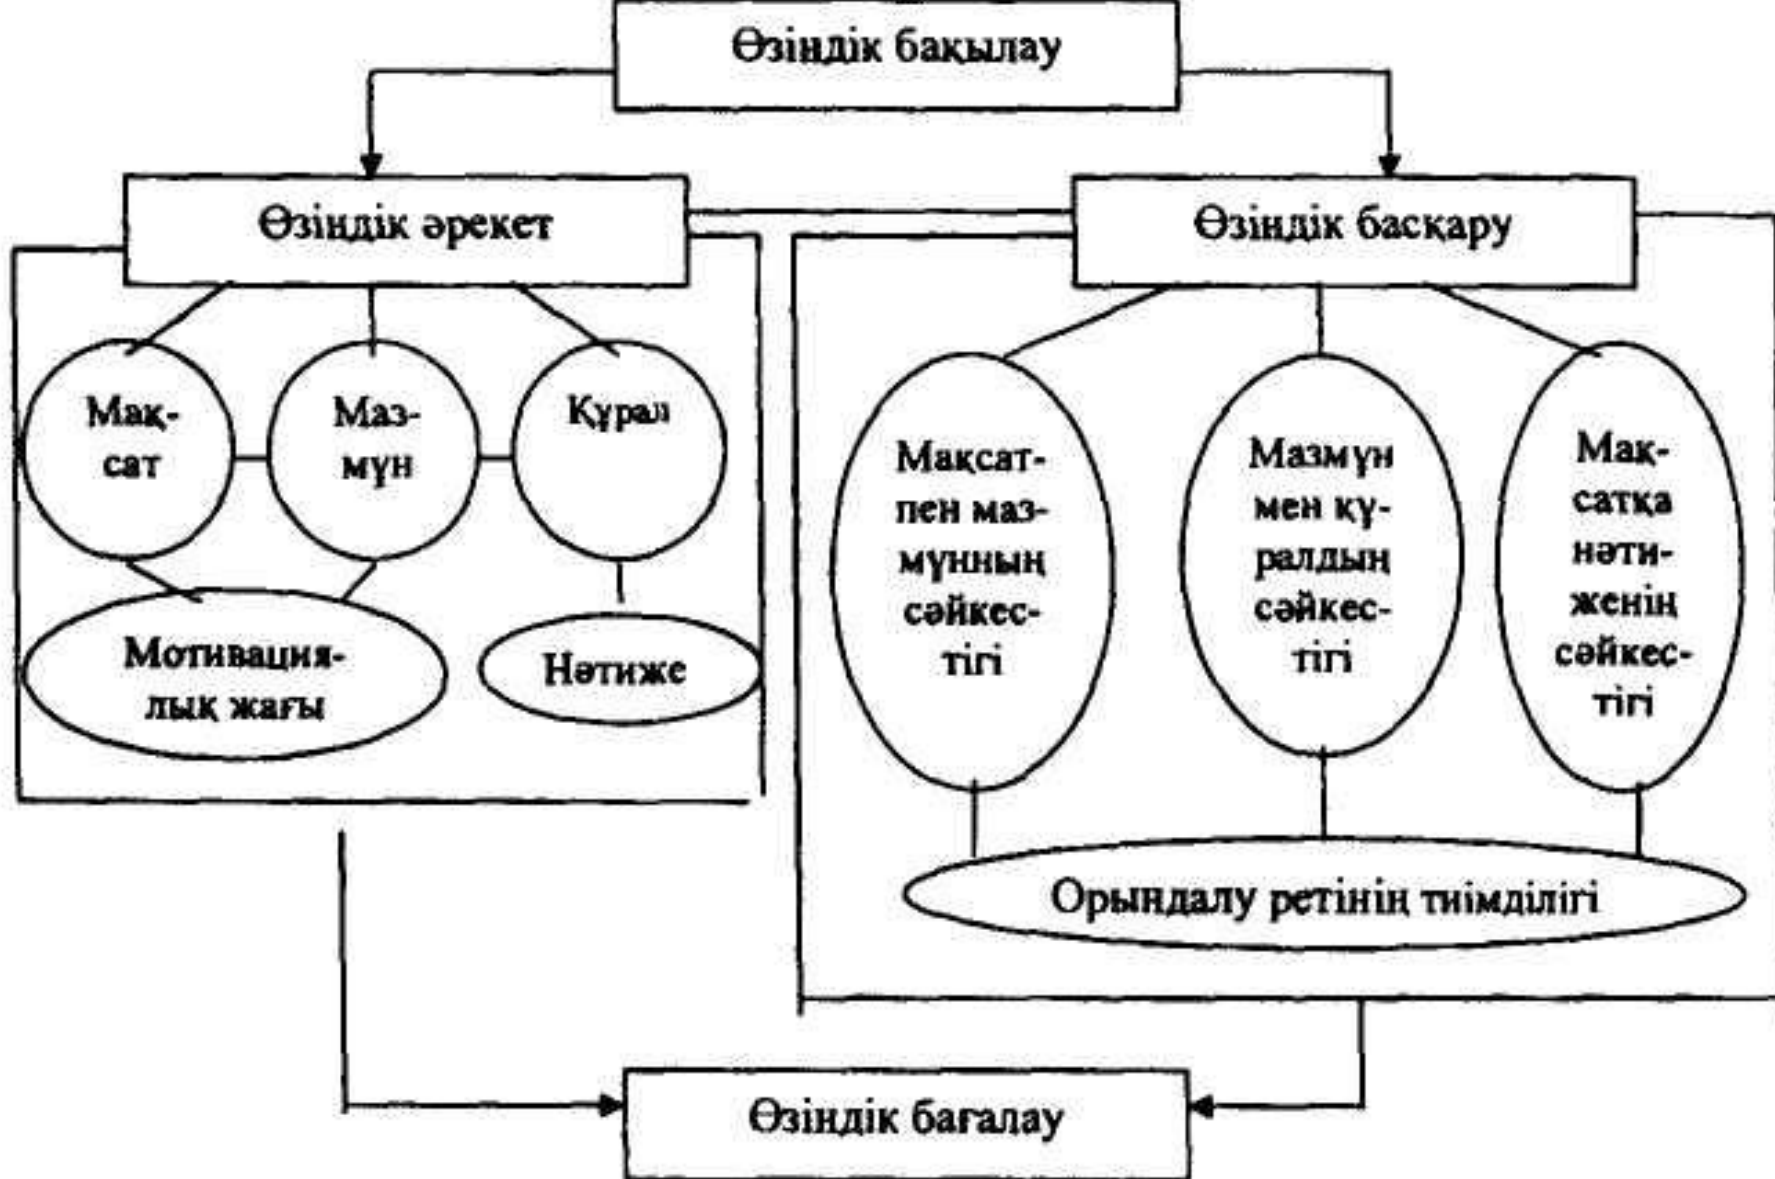 Өзіндік бақылау
Өзіндік әрекет
Өзіндік басқару
Мақ-
сат
Маз-
мұн
Құрал
Мотивация-
лық жағы
Нәтиже
Мақсат-
пен маз-
мұнның
сәйкес-
тігі
Мазмұн
мен құ-
ралдың
сәйкес-
тігі
Мақ-
сатқа
нәти-
женің
сәйкес-
тігі
Орындалу ретінің тиімділігі
Өзіндік бағалау